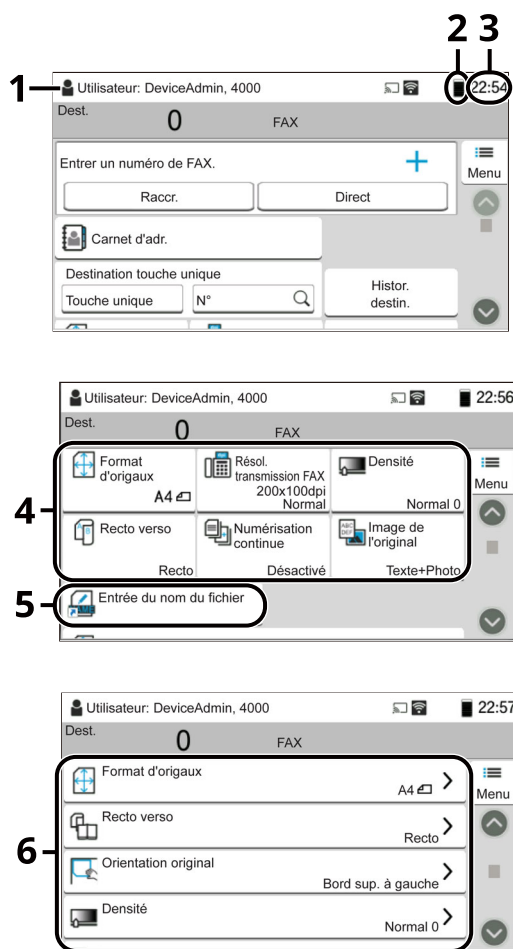 2 3
1
Utilisateur: DeviceAdmin, 4000
22:54
Dest.
0
FAX
Entrer un numéro de FAX.
Menu
Raccr.
Direct
Carnet d'adr.
Destination touche unique
Touche unique
N°
Histor.
destin.
Utilisateur: DeviceAdmin, 4000
22:56
Dest.
0
FAX
Format
d'origaux
A4
Résol.
transmission FAX
200x100dpi
Normal
Densité
Normal 0
Menu
4
Recto verso
Recto
Numérisation
continue
Désactivé
Image de
l'original
Texte+Photo
5
Entrée du nom du fichier
Utilisateur: DeviceAdmin, 4000
22:57
Dest.
0
FAX
Format d'origaux
A4
Menu
Recto verso
Recto
6
Orientation original
Bord sup. à gauche
Densité
Normal 0